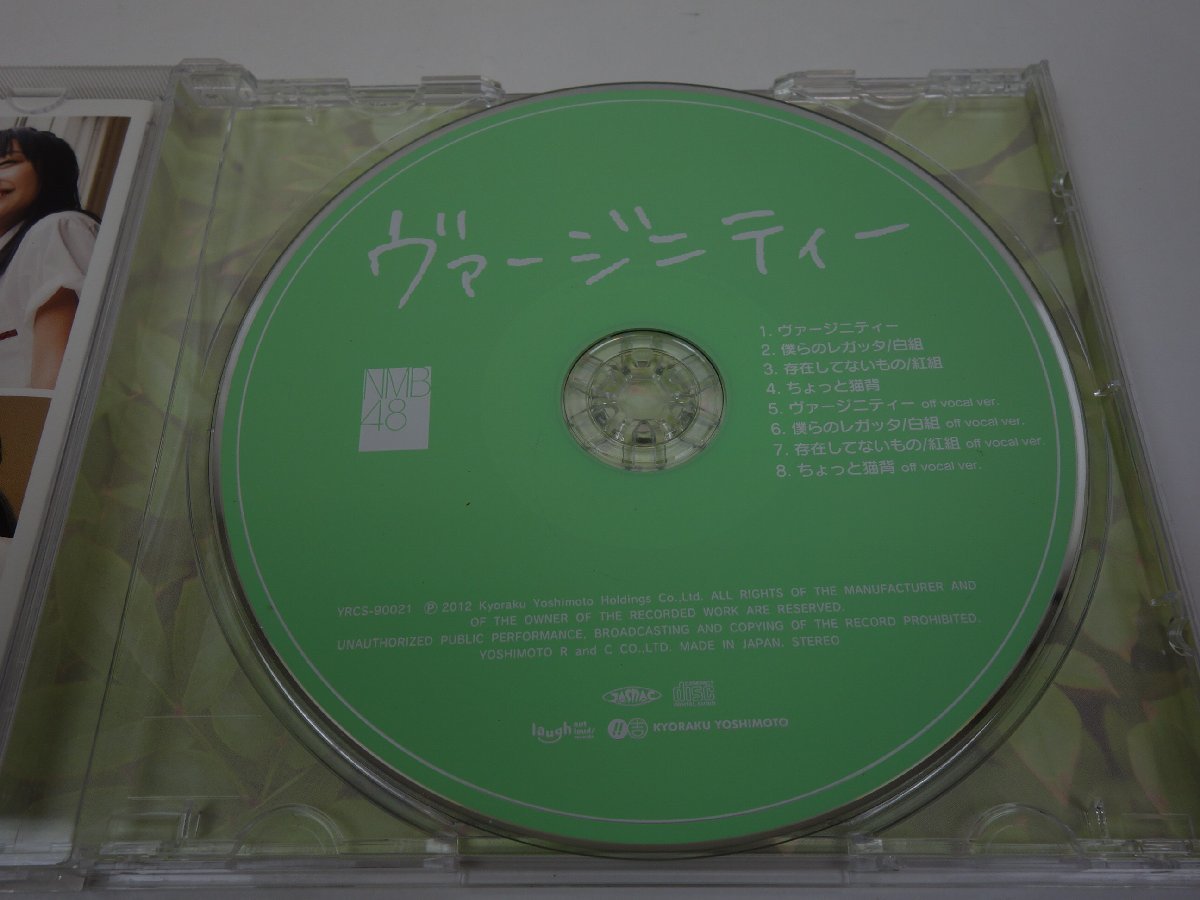 ヴァージニティー
NMB
48
1. ヴァージニティー
2. 僕らのレガッタ/白組
3. 存在してないもの/紅組
4. ちょっと猫背
5. ヴァージニティー off vocal ver.
6. 僕らのレガッタ/白組 off vocal ver.
7. 存在してないもの/紅組 off vocal ver.
8. ちょっと猫背 off vocal ver.
YRCS-90021 Ⓟ 2012 Kyoraku Yoshimoto Holdings Co.,Ltd. ALL RIGHTS OF THE MANUFACTURER AND
OF THE OWNER OF THE RECORDED WORK ARE RESERVED.
UNAUTHORIZED PUBLIC PERFORMANCE, BROADCASTING AND COPYING OF THE RECORD PROHIBITED.
YOSHIMOTO R and C CO.,LTD. MADE IN JAPAN. STEREO
JASRAC
disc
laugh out loud
KYORAKU YOSHIMOTO